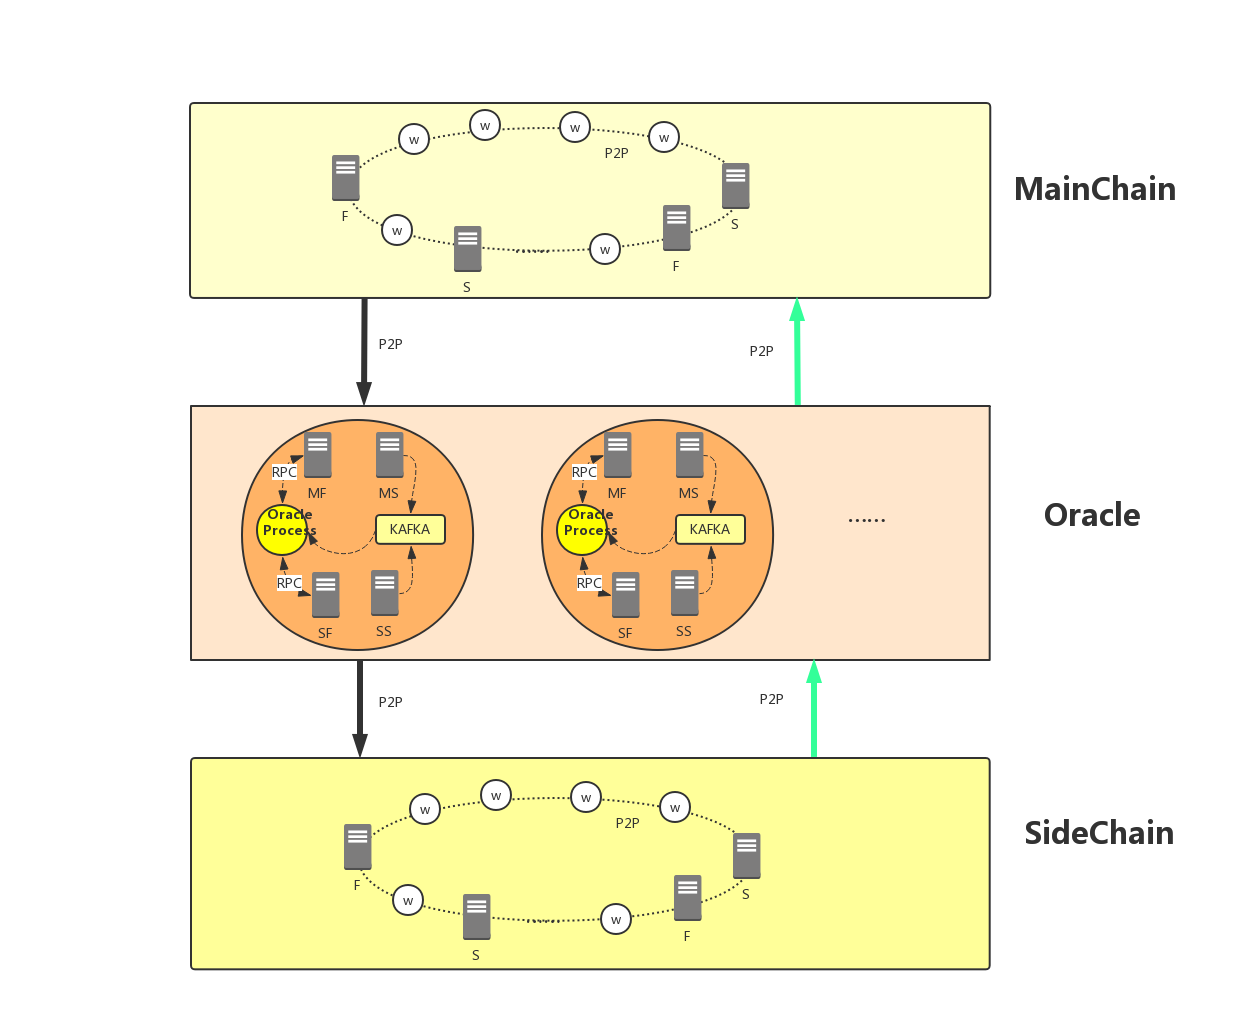 w
w
w
w
P2P
F
S
w
S
......
w
F
MainChain
P2P
P2P
RPC
MF
MS
Oracle
Process
KAFKA
RPC
SF
SS
RPC
MF
MS
Oracle
Process
KAFKA
RPC
SF
SS
......
Oracle
P2P
P2P
w
w
w
w
P2P
F
S
w
S
......
w
F
SideChain